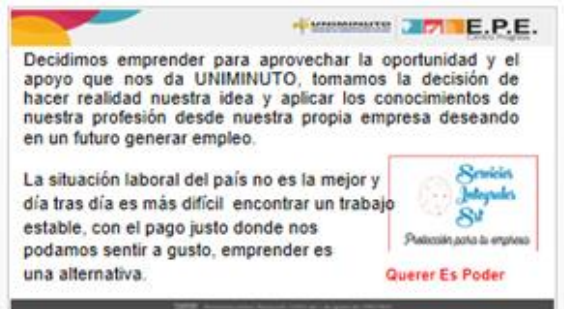 UNIMINUTO
E.P.E.
Centro Progresa
Decidimos emprender para aprovechar la oportunidad y el
apoyo que nos da UNIMINUTO, tomamos la decisión de
hacer realidad nuestra idea y aplicar los conocimientos de
nuestra profesión desde nuestra propia empresa deseando
en un futuro generar empleo.
La situación laboral del país no es la mejor y
día tras día es más difícil encontrar un trabajo
estable, con el pago justo donde nos
podamos sentir a gusto, emprender es
una alternativa.
Servicios
Integrales
Sst
Protección para tu empresa
Querer Es Poder